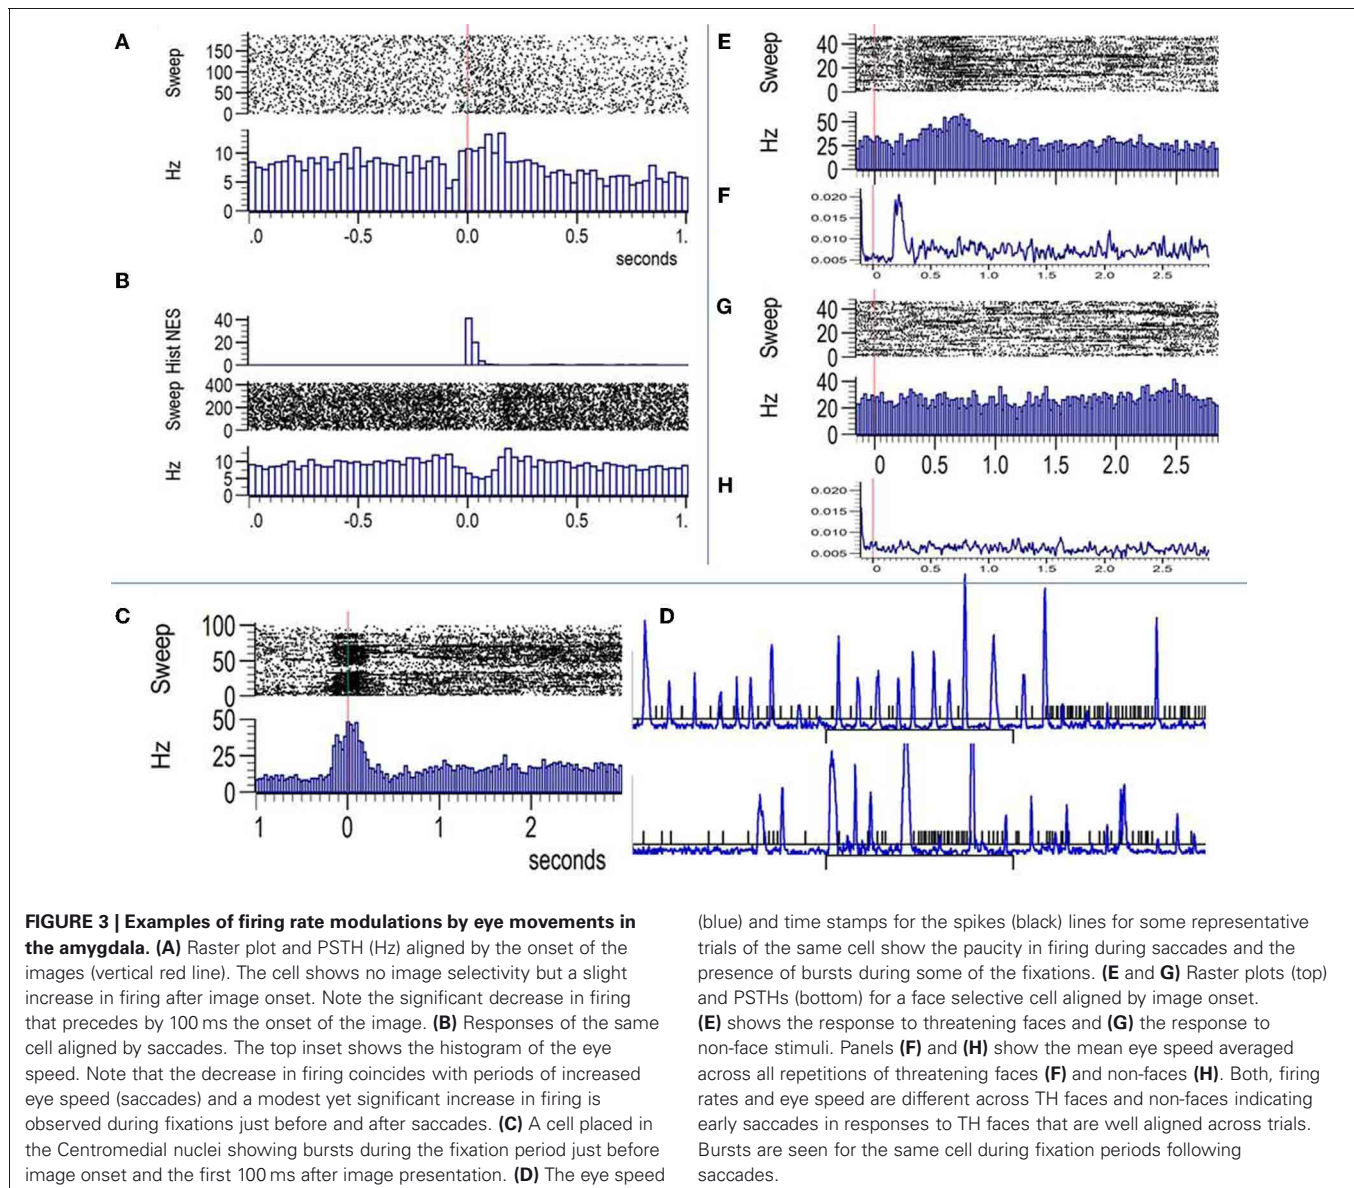 A
Sweep
150
100
50
0
Hz
10
5
0
.0
-0.5
0.0
0.5
1.
seconds
B
Hist NES
40
20
0
Sweep
400
200
0
Hz
10
5
0
.0
-0.5
0.0
0.5
1.
E
Sweep
40
20
0
Hz
50
25
0
F
0.020
0.015
0.010
0.005
0
0.5
1.0
1.5
2.0
2.5
G
Sweep
40
20
0
Hz
40
20
0
0
0.5
1.0
1.5
2.0
2.5
H
0.020
0.015
0.010
0.005
0
0.5
1.0
1.5
2.0
2.5
C
Sweep
100
50
0
Hz
50
25
0
1
0
1
2
seconds
D
FIGURE 3 | Examples of firing rate modulations by eye movements in
the amygdala. (A) Raster plot and PSTH (Hz) aligned by the onset of the
images (vertical red line). The cell shows no image selectivity but a slight
increase in firing after image onset. Note the significant decrease in firing
that precedes by 100 ms the onset of the image. (B) Responses of the same
cell aligned by saccades. The top inset shows the histogram of the eye
speed. Note that the decrease in firing coincides with periods of increased
eye speed (saccades) and a modest yet significant increase in firing is
observed during fixations just before and after saccades. (C) A cell placed in
the Centromedial nuclei showing bursts during the fixation period just before
image onset and the first 100 ms after image presentation. (D) The eye speed
(blue) and time stamps for the spikes (black) lines for some representative
trials of the same cell show the paucity in firing during saccades and the
presence of bursts during some of the fixations. (E and G) Raster plots (top)
and PSTHs (bottom) for a face selective cell aligned by image onset.
(E) shows the response to threatening faces and (G) the response to
non-face stimuli. Panels (F) and (H) show the mean eye speed averaged
across all repetitions of threatening faces (F) and non-faces (H). Both, firing
rates and eye speed are different across TH faces and non-faces indicating
early saccades in responses to TH faces that are well aligned across trials.
Bursts are seen for the same cell during fixation periods following
saccades.